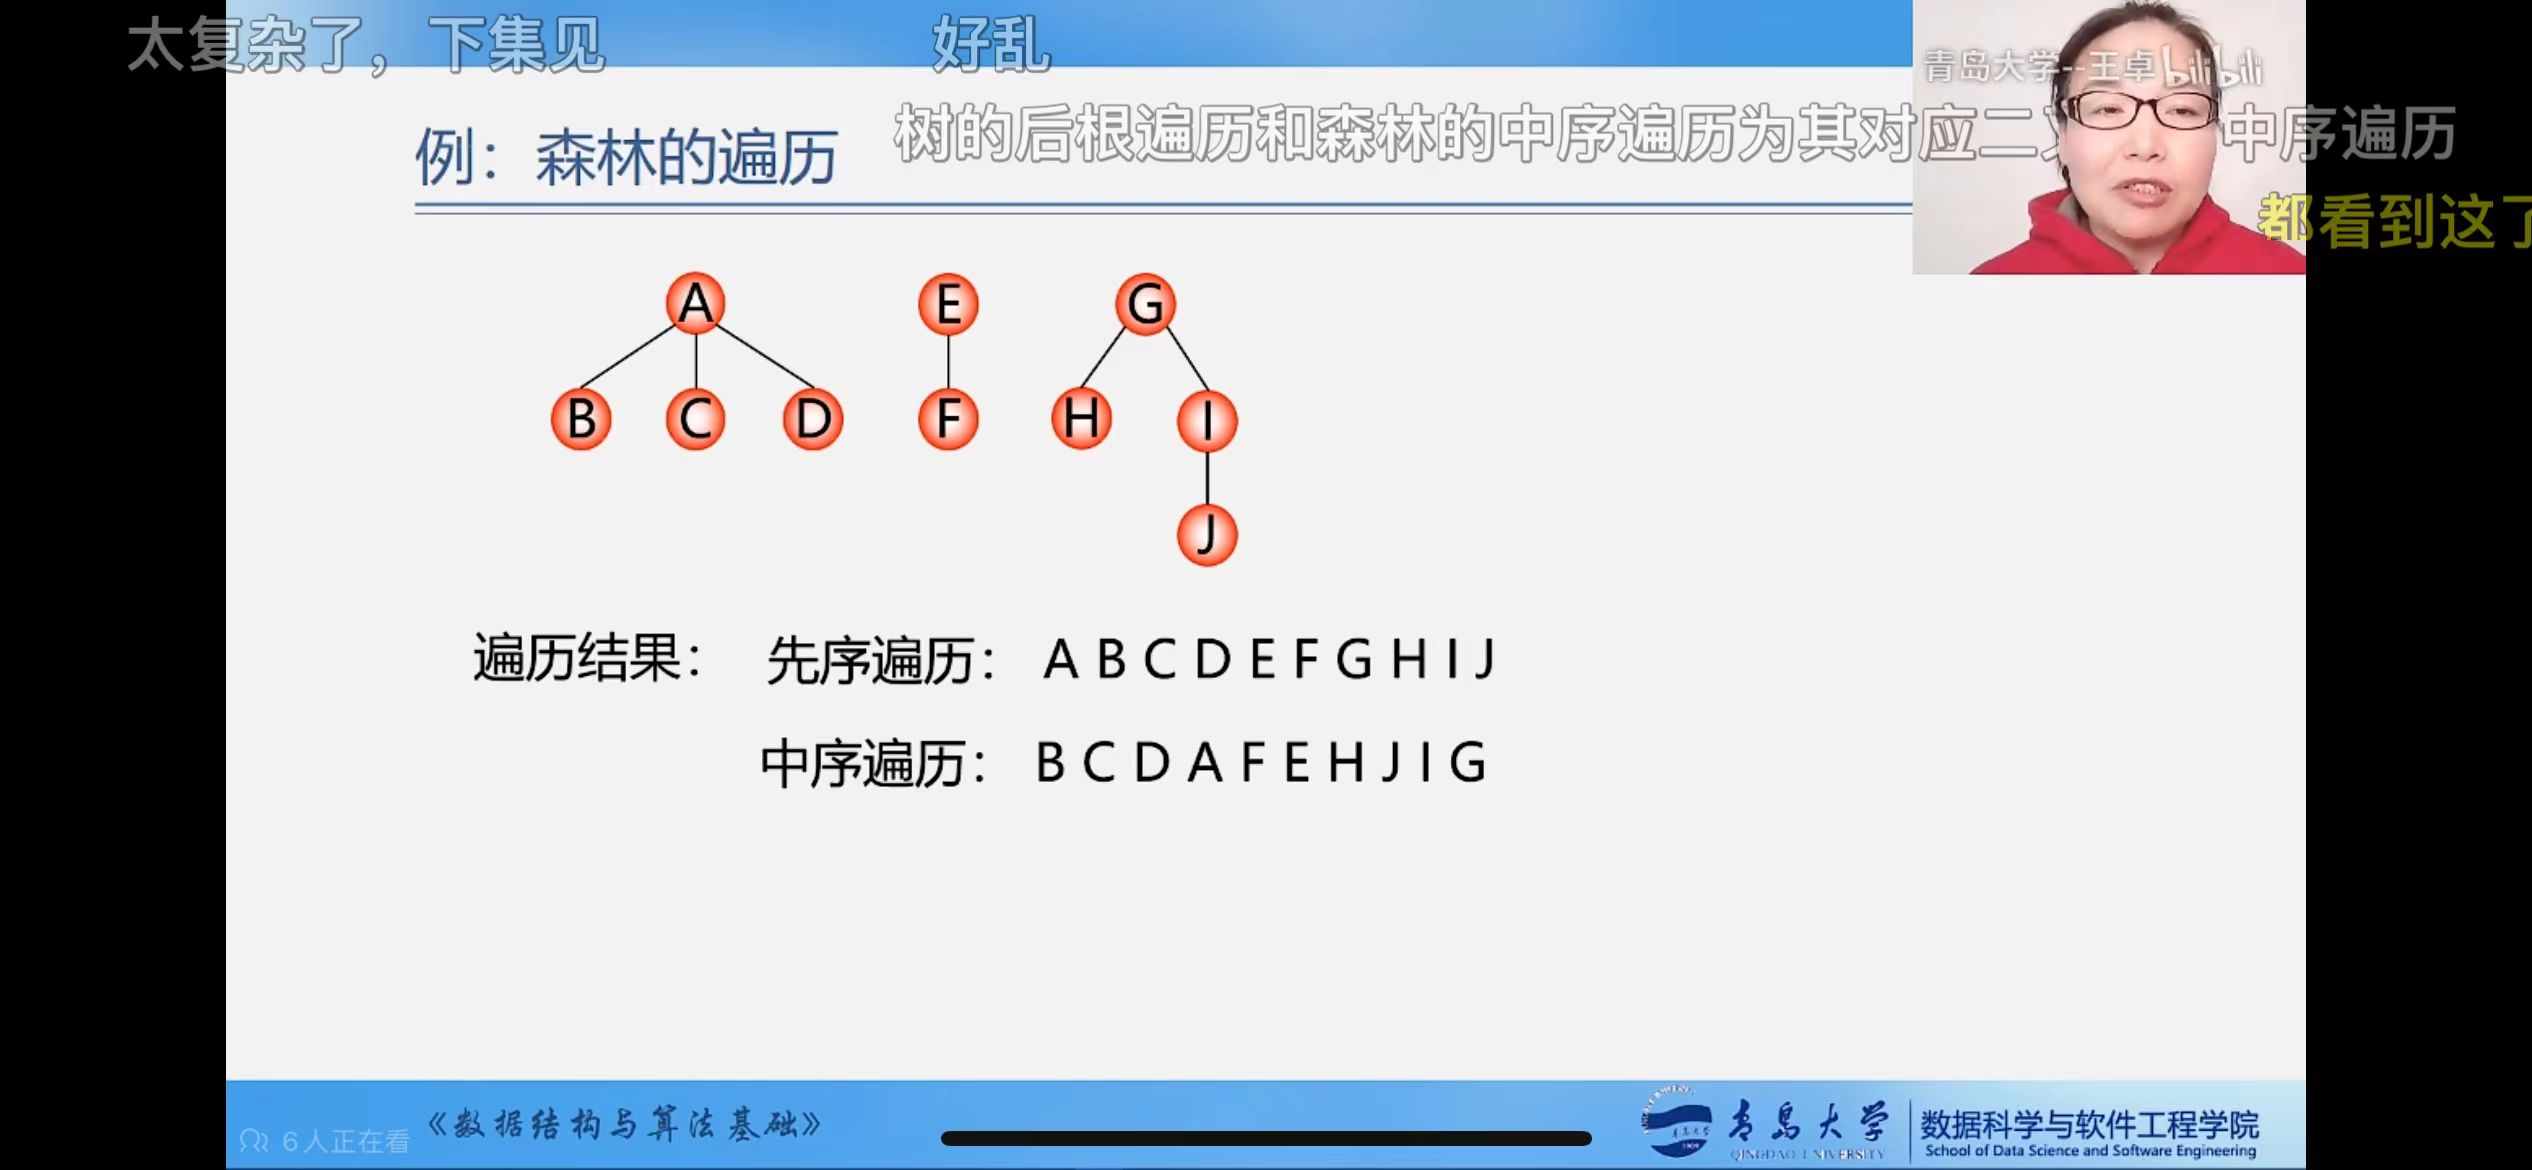 太复杂了，下集见
好乱
青岛大学--王卓 bilibili
树的后根遍历和森林的中序遍历为其对应二 中序遍历
都看到这了
例：森林的遍历
A
E
G
B
C
D
F
H
I
J
遍历结果：
先序遍历： A B C D E F G H I J
中序遍历： B C D A F E H J I G
6人正在看
《数据结构与算法基础》
青岛大学
QINGDAO UNIVERSITY
数据科学与软件工程学院
School of Data Science and Software Engineering